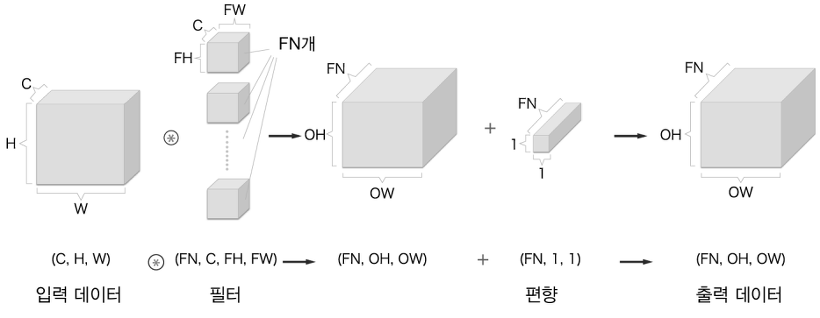 C
FW
FH
FN개
C
H
W
⊛
FN
OH
OW
+
FN
1
1
FN
OH
OW
(C, H, W) ⊛ (FN, C, FH, FW) → (FN, OH, OW) + (FN, 1, 1) → (FN, OH, OW)
입력 데이터 필터 편향 출력 데이터